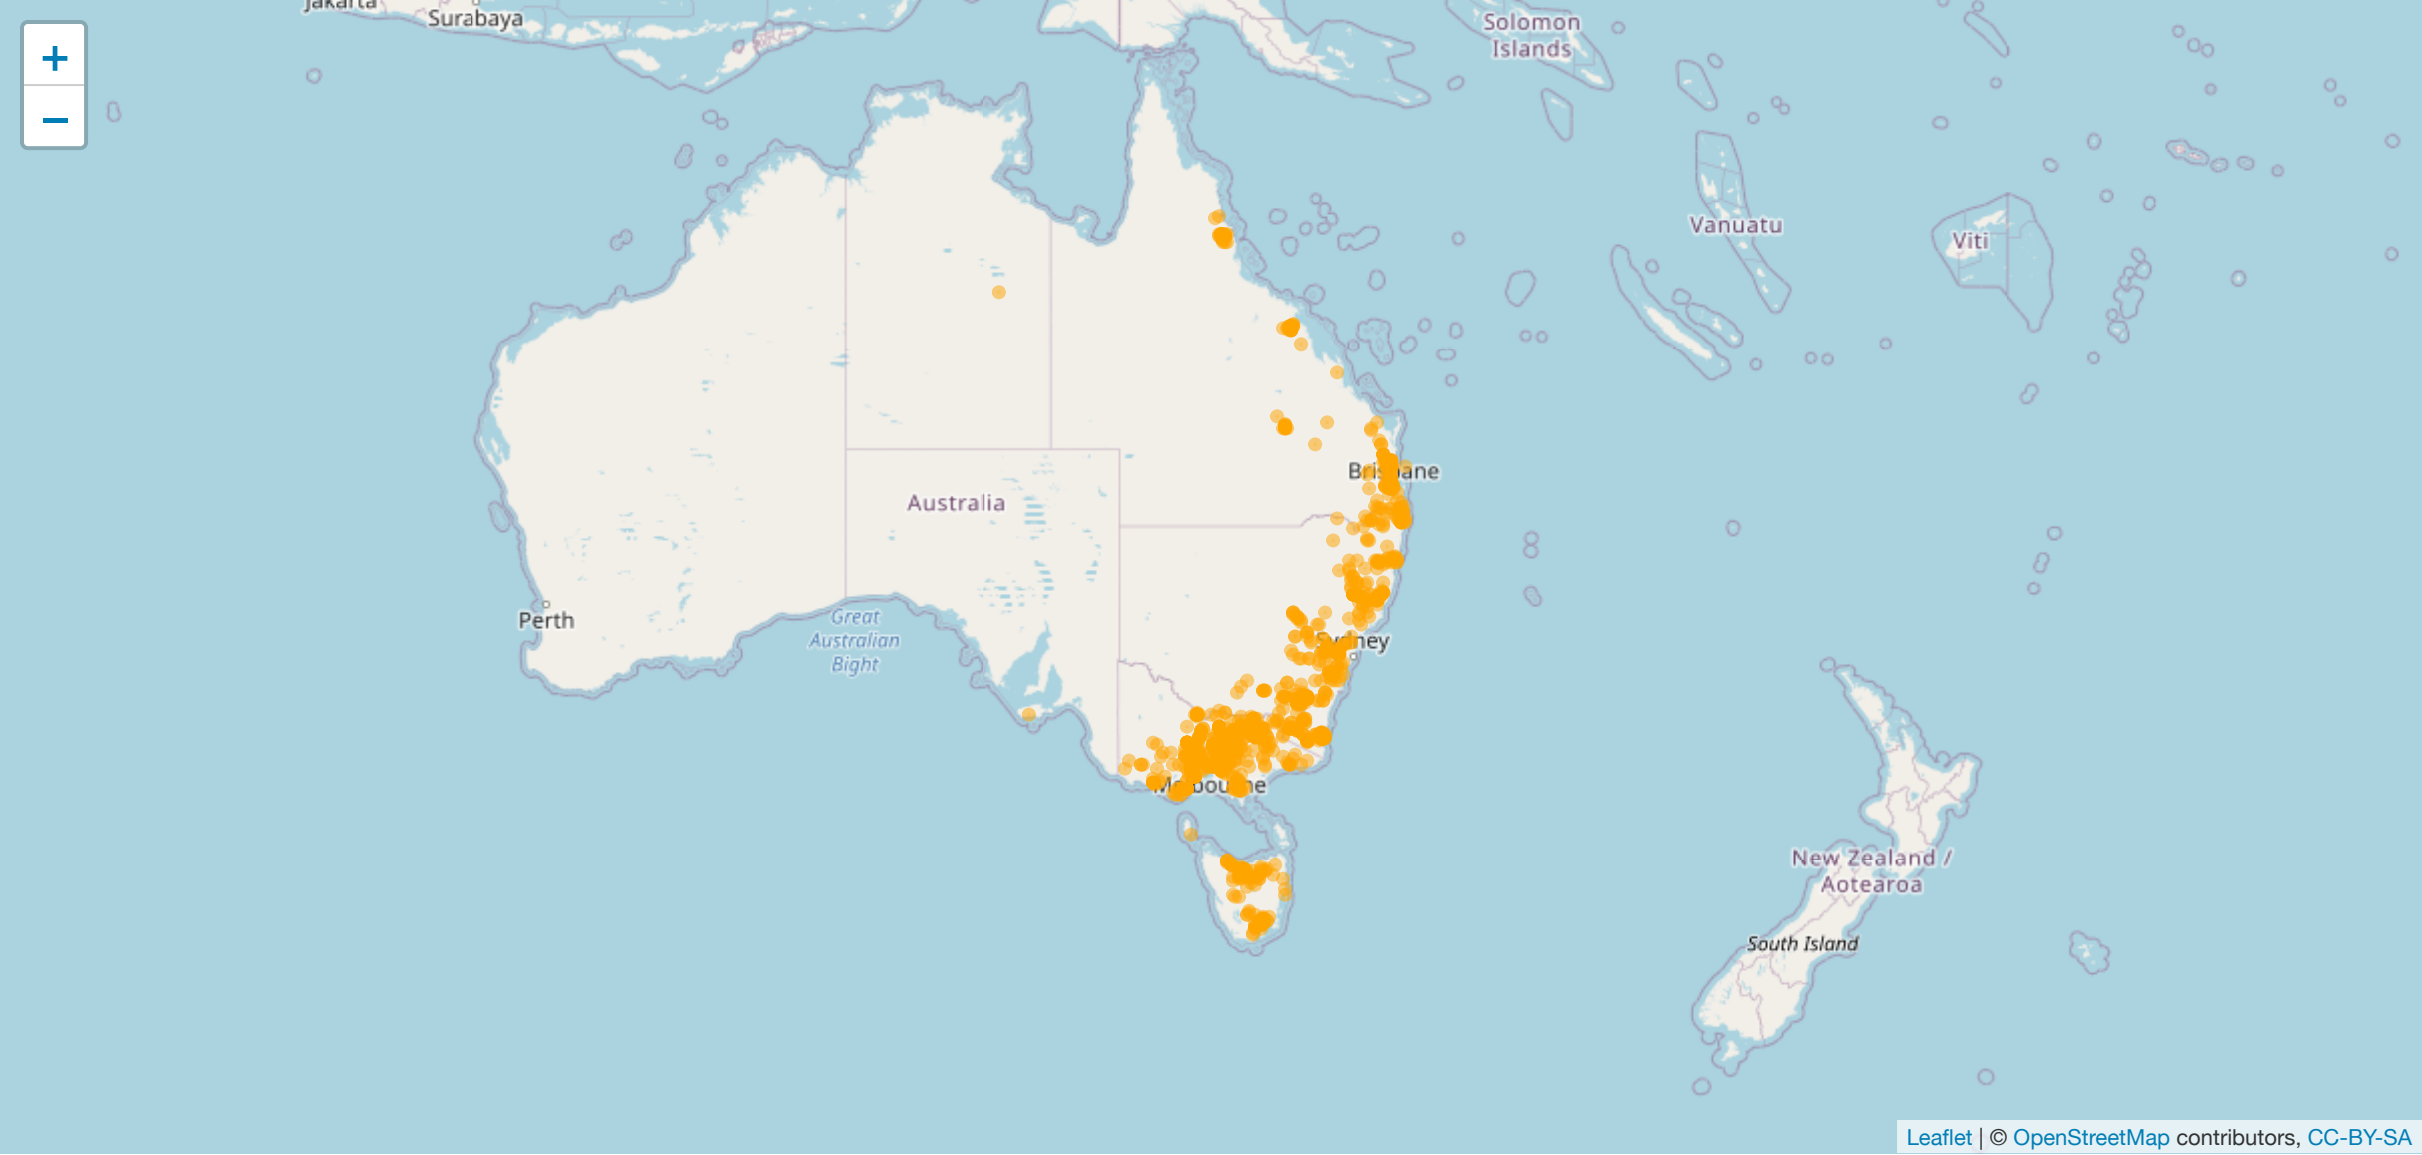 Jakarta
Surabaya
+
−
Solomon
Islands
Vanuatu
Viti
Brisbane
Australia
Perth
Great
Australian
Bight
Sydney
Melbourne
New Zealand /
Aotearoa
South Island
Leaflet | © OpenStreetMap contributors, CC-BY-SA